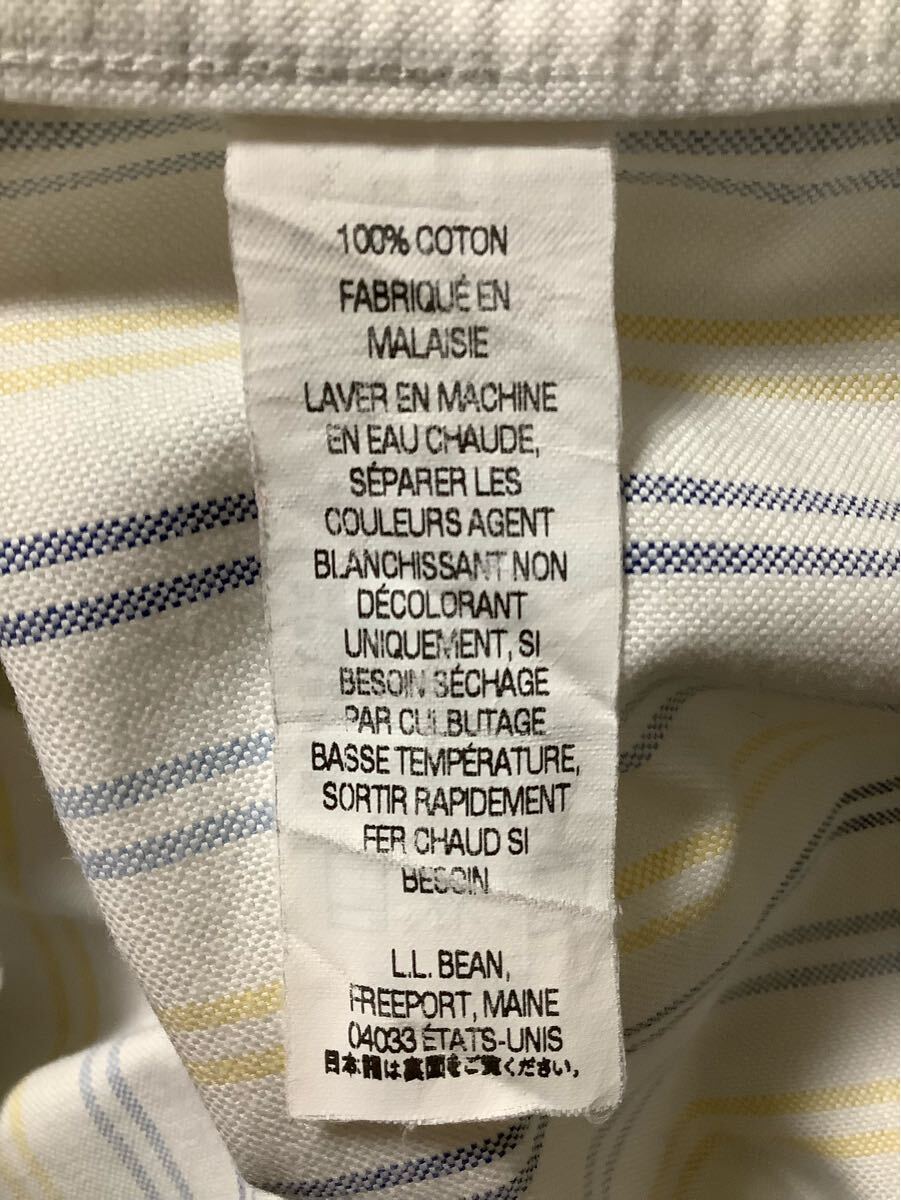 100% COTON
FABRIQUÉ EN
MALAISIE
LAVER EN MACHINE
EN EAU CHAUDE,
SÉPARER LES
COULEURS AGENT
BLANCHISSANT NON
DÉCOLORANT
UNIQUEMENT, SI
BESOIN SÉCHAGE
PAR CULBUTAGE
BASSE TEMPÉRATURE,
SORTIR RAPIDEMENT
FER CHAUD SI
BESOIN
L.L. BEAN,
FREEPORT, MAINE
04033 ÉTATS-UNIS
日本語は裏面をご覧ください。